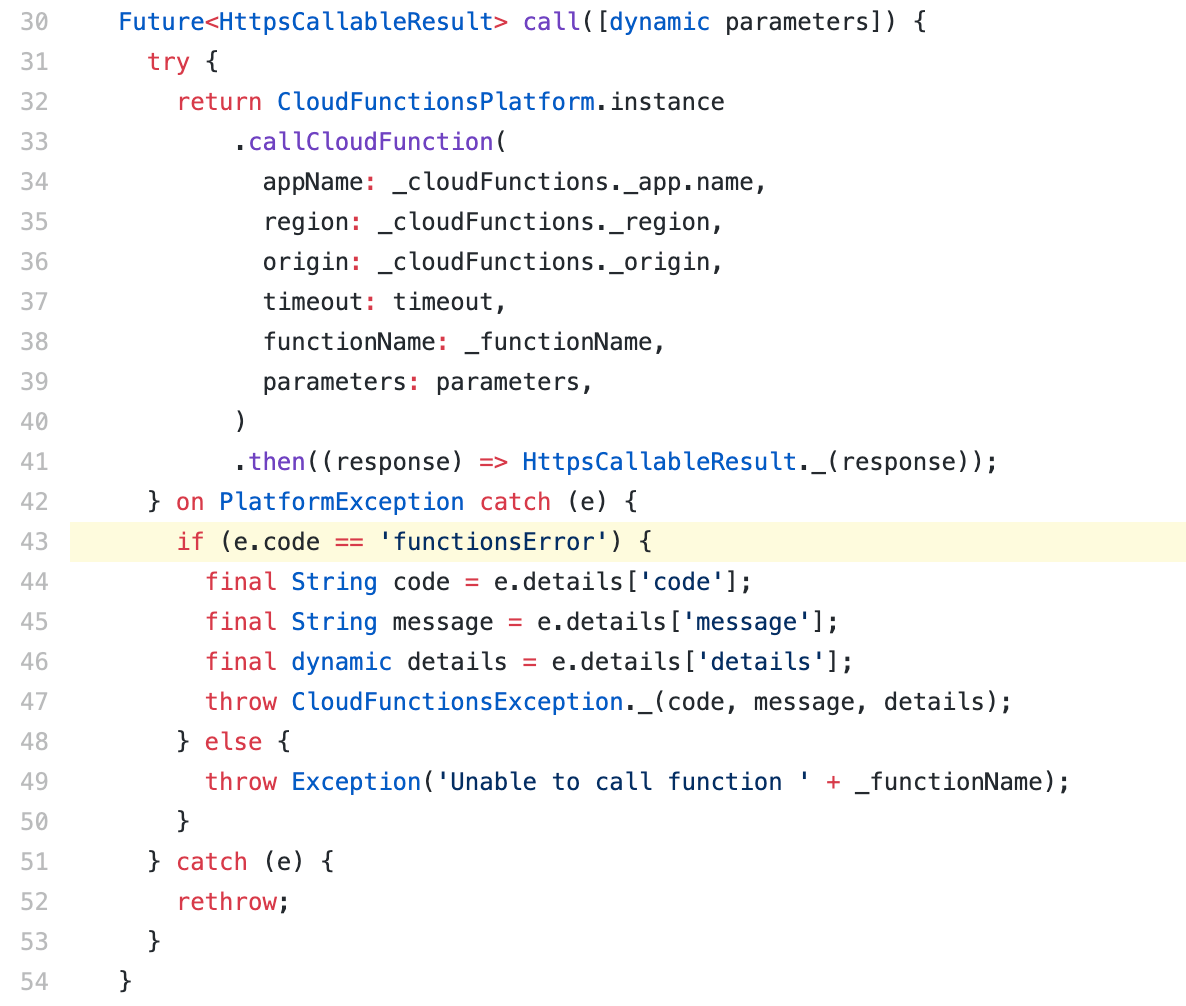 30 Future<HttpsCallableResult> call([dynamic parameters]) {
31 try {
32 return CloudFunctionsPlatform.instance
33 .callCloudFunction(
34 appName: _cloudFunctions._app.name,
35 region: _cloudFunctions._region,
36 origin: _cloudFunctions._origin,
37 timeout: timeout,
38 functionName: _functionName,
39 parameters: parameters,
40 )
41 .then((response) => HttpsCallableResult._(response));
42 } on PlatformException catch (e) {
43 if (e.code == 'functionsError') {
44 final String code = e.details['code'];
45 final String message = e.details['message'];
46 final dynamic details = e.details['details'];
47 throw CloudFunctionsException._(code, message, details);
48 } else {
49 throw Exception('Unable to call function ' + _functionName);
50 }
51 } catch (e) {
52 rethrow;
53 }
54 }